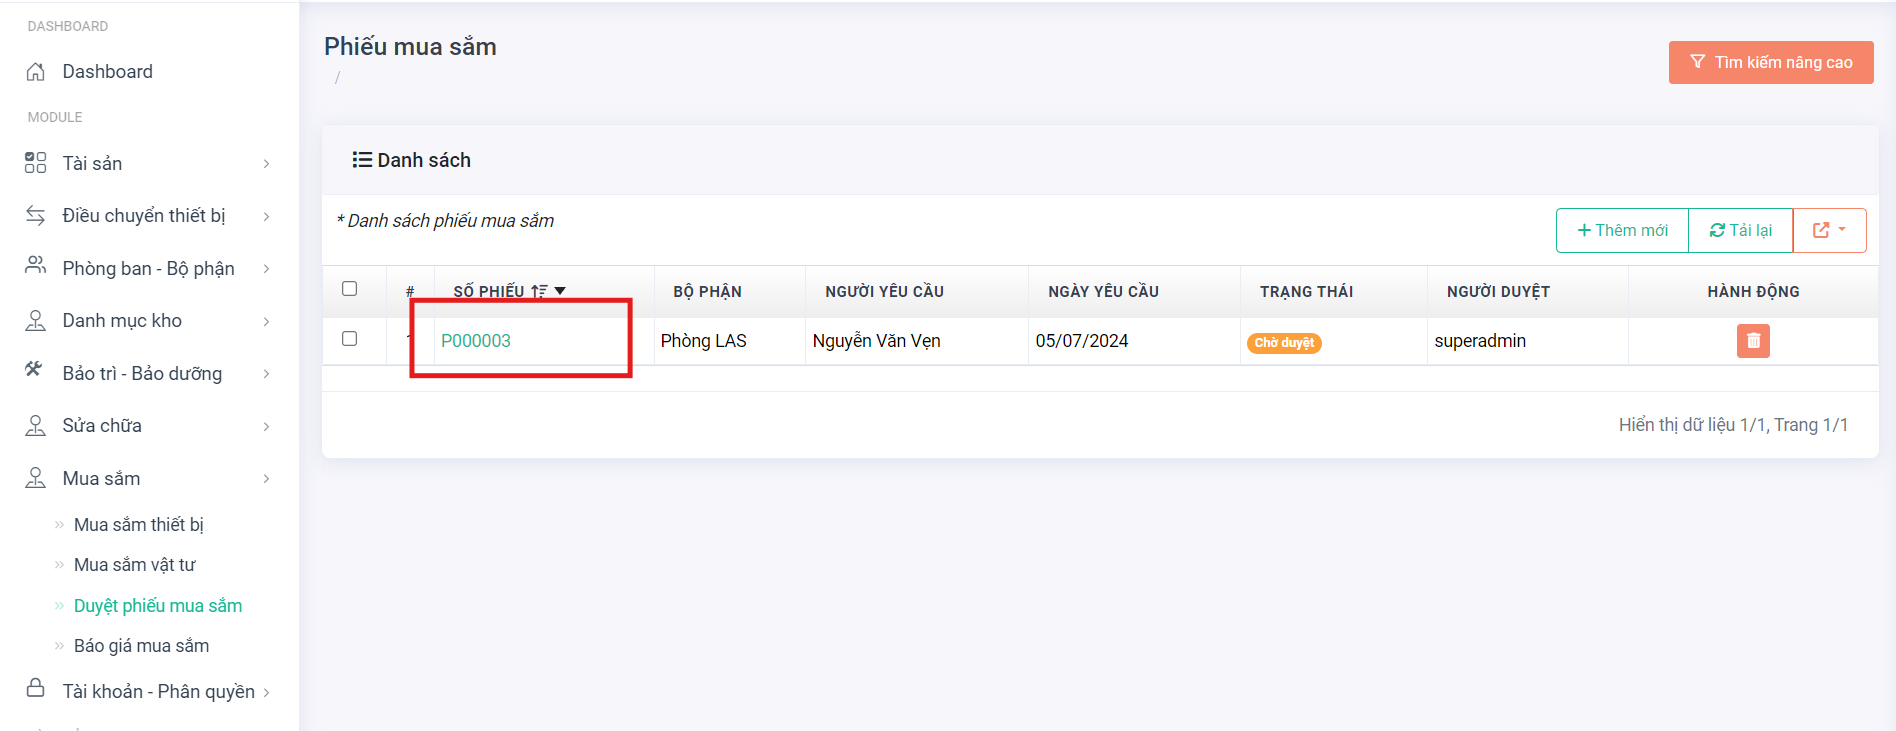 DASHBOARD
Dashboard
MODULE
Tài sản
Điều chuyển thiết bị
Phòng ban - Bộ phận
Danh mục kho
Bảo trì - Bảo dưỡng
Sửa chữa
Mua sắm
Mua sắm thiết bị
Mua sắm vật tư
Duyệt phiếu mua sắm
Báo giá mua sắm
Tài khoản - Phân quyền
Phiếu mua sắm
/
Tìm kiếm nâng cao
Danh sách
* Danh sách phiếu mua sắm
Thêm mới Tải lại
# SỐ PHIẾU BỘ PHẬN NGƯỜI YÊU CẦU NGÀY YÊU CẦU TRẠNG THÁI NGƯỜI DUYỆT HÀNH ĐỘNG
P000003 Phòng LAS Nguyễn Văn Vẹn 05/07/2024 Chờ duyệt superadmin
Hiển thị dữ liệu 1/1, Trang 1/1